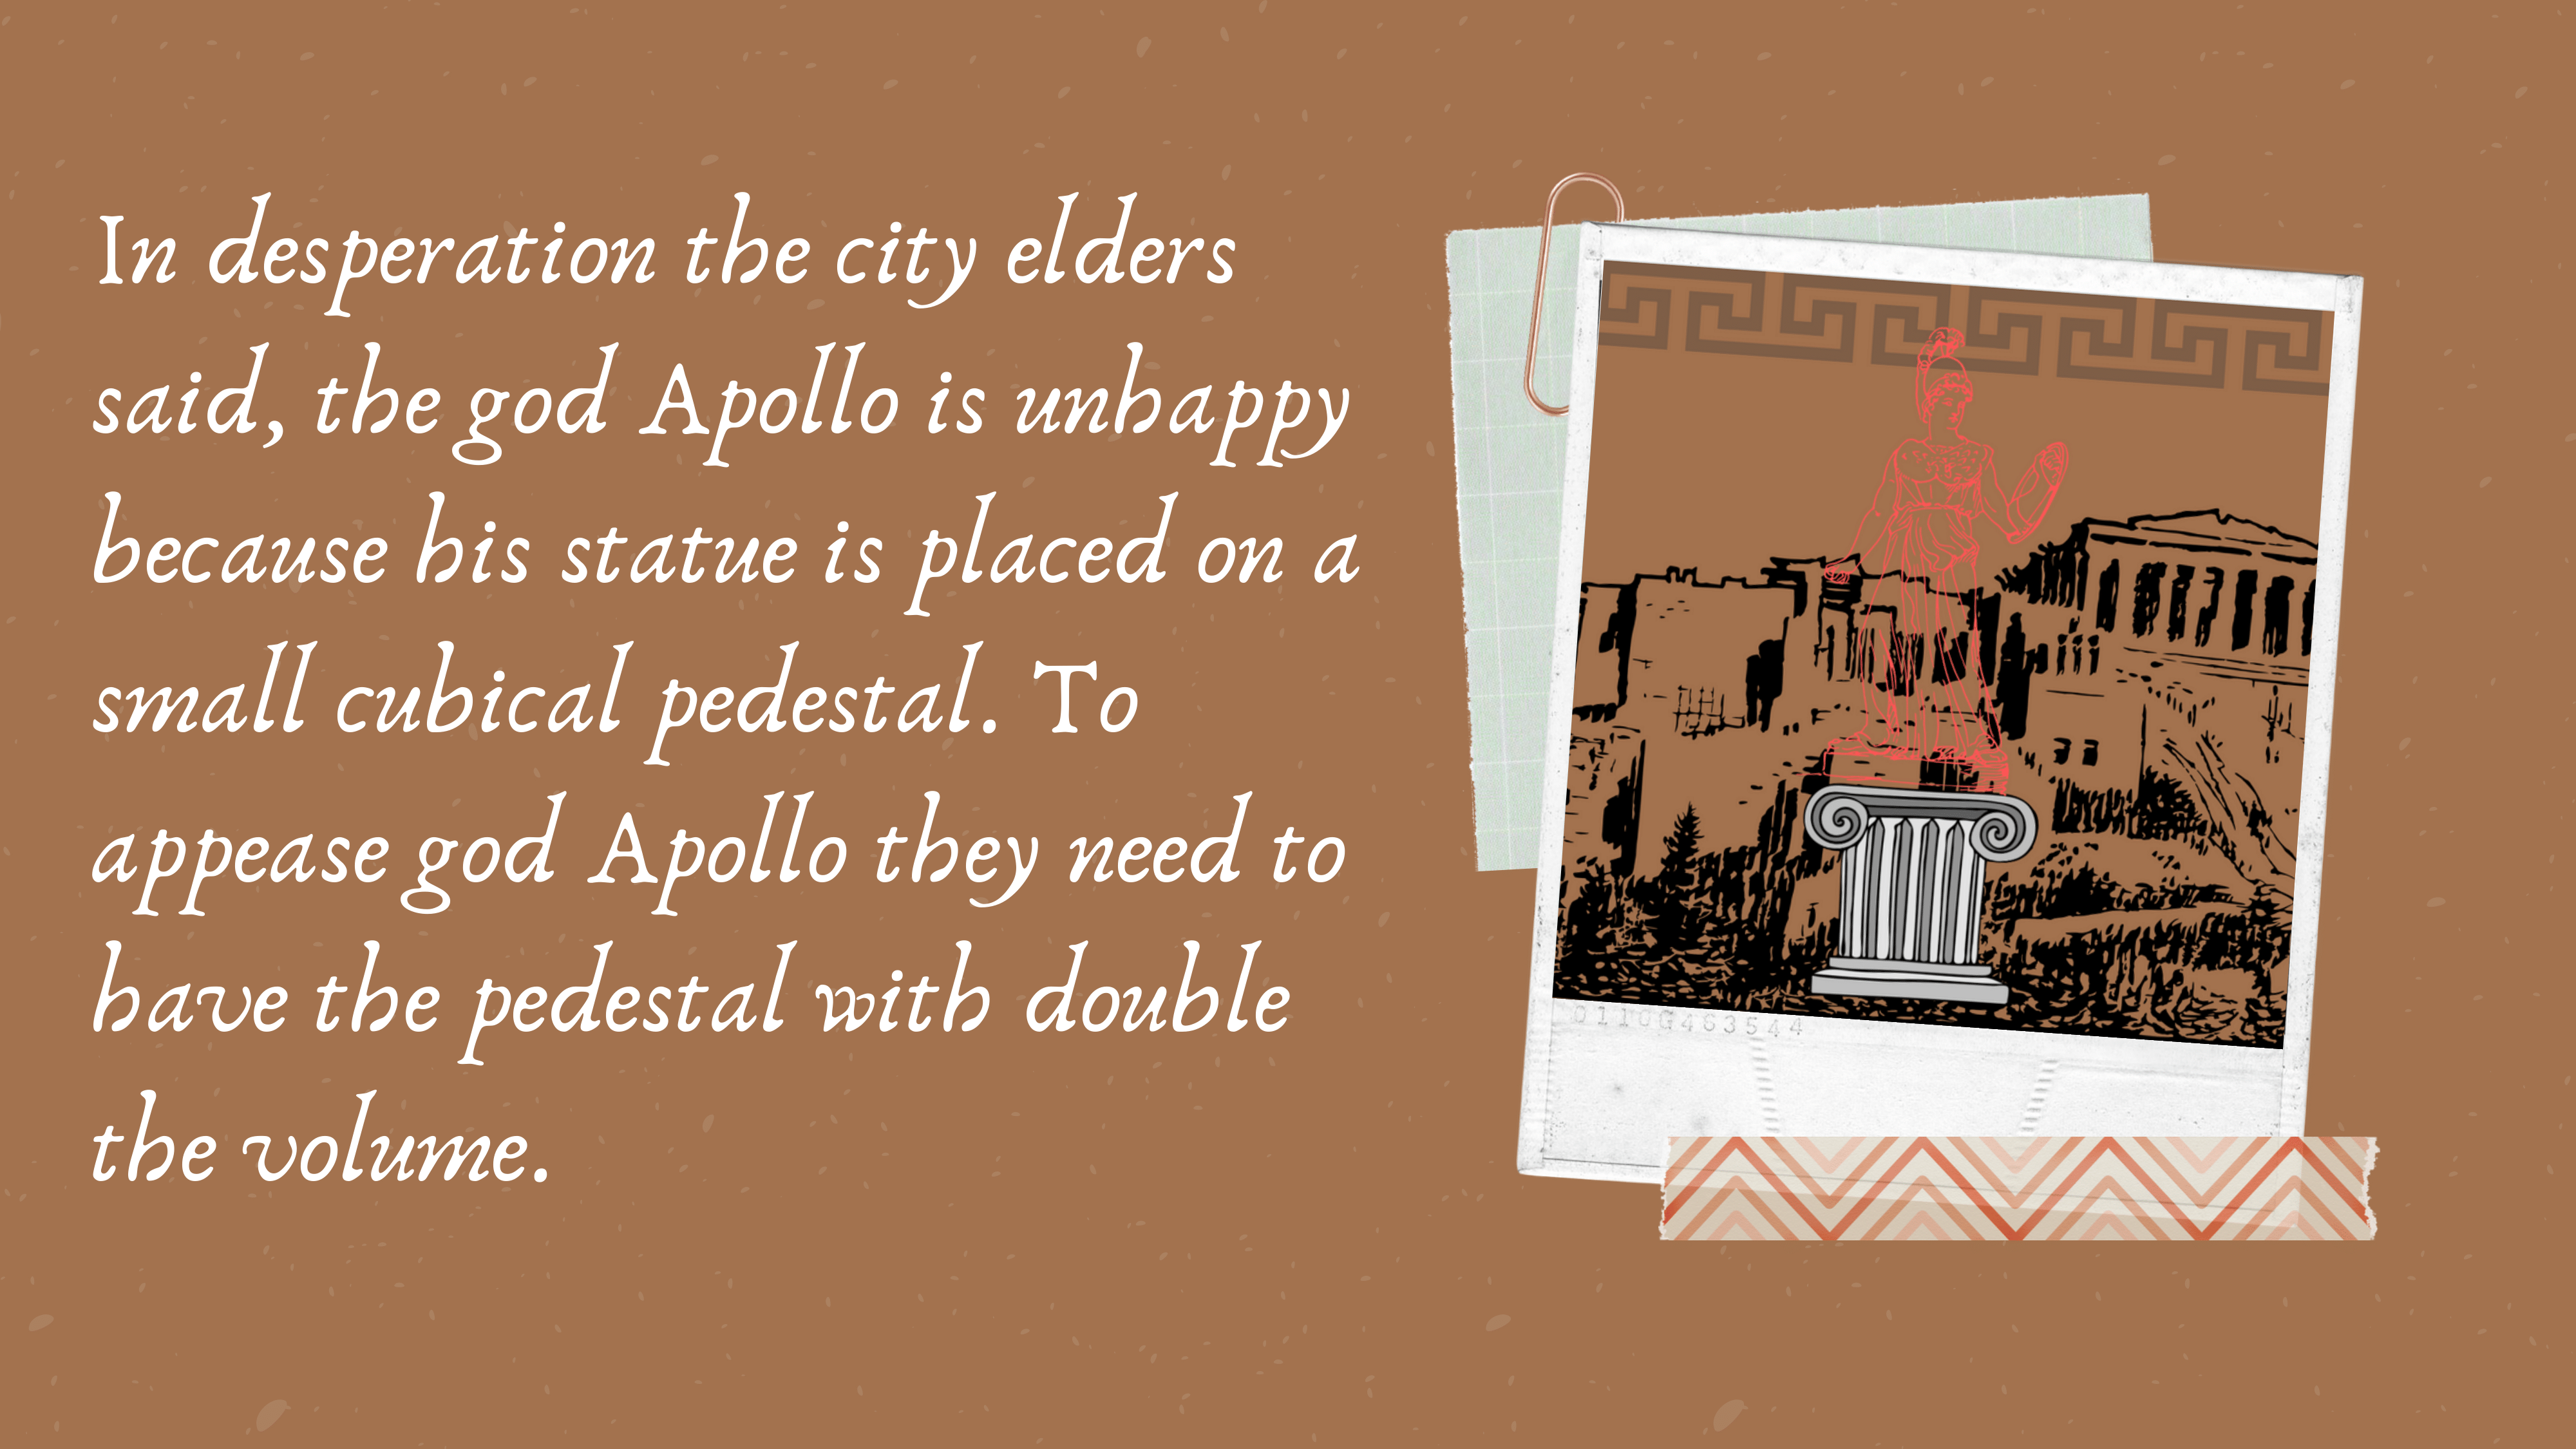 In desperation the city elders
said, the god Apollo is unhappy
because his statue is placed on a
small cubical pedestal. To
appease god Apollo they need to
have the pedestal with double
the volume.
0110G463544